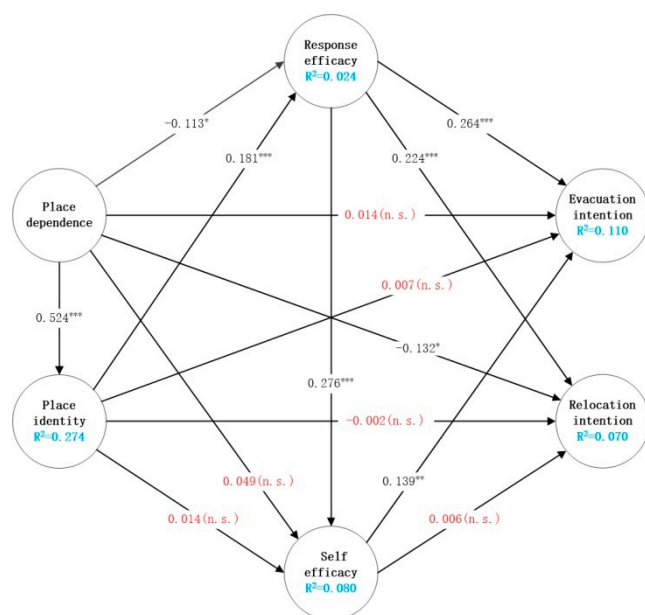 Response
efficacy
R²=0.024
-0.113*
0.181***
0.224***
0.264***
Place
dependence
0.014(n.s.)
Evacuation
intention
R²=0.110
0.007(n.s.)
0.524***
-0.132*
0.276***
Place
identity
R²=0.274
-0.002(n.s.)
Relocation
intention
R²=0.070
0.049(n.s.)
0.139**
0.014(n.s.)
0.006(n.s.)
Self
efficacy
R²=0.080